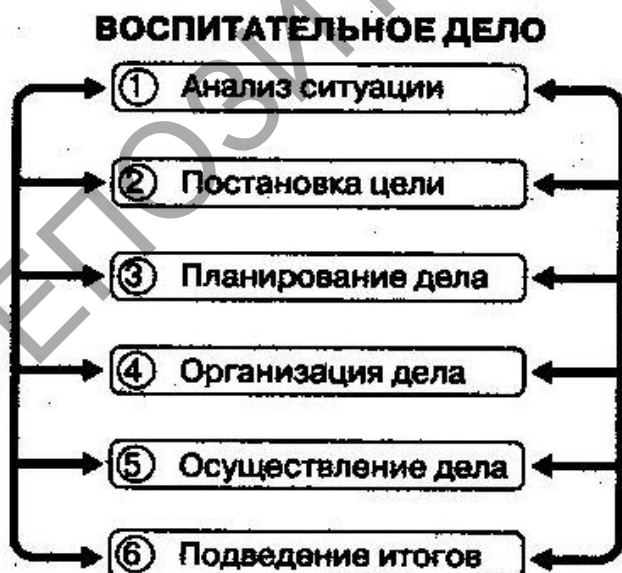 ВОСПИТАТЕЛЬНОЕ ДЕЛО
1 Анализ ситуации
2 Постановка цели
3 Планирование дела
4 Организация дела
5 Осуществление дела
6 Подведение итогов